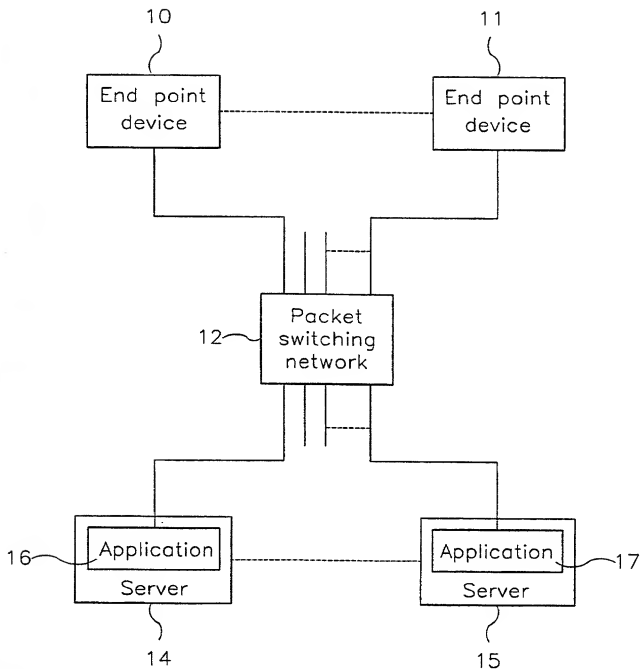 10
11
End point
device
End point
device
12
Packet
switching
network
16
Application
Server
Application
17
Server
14
15